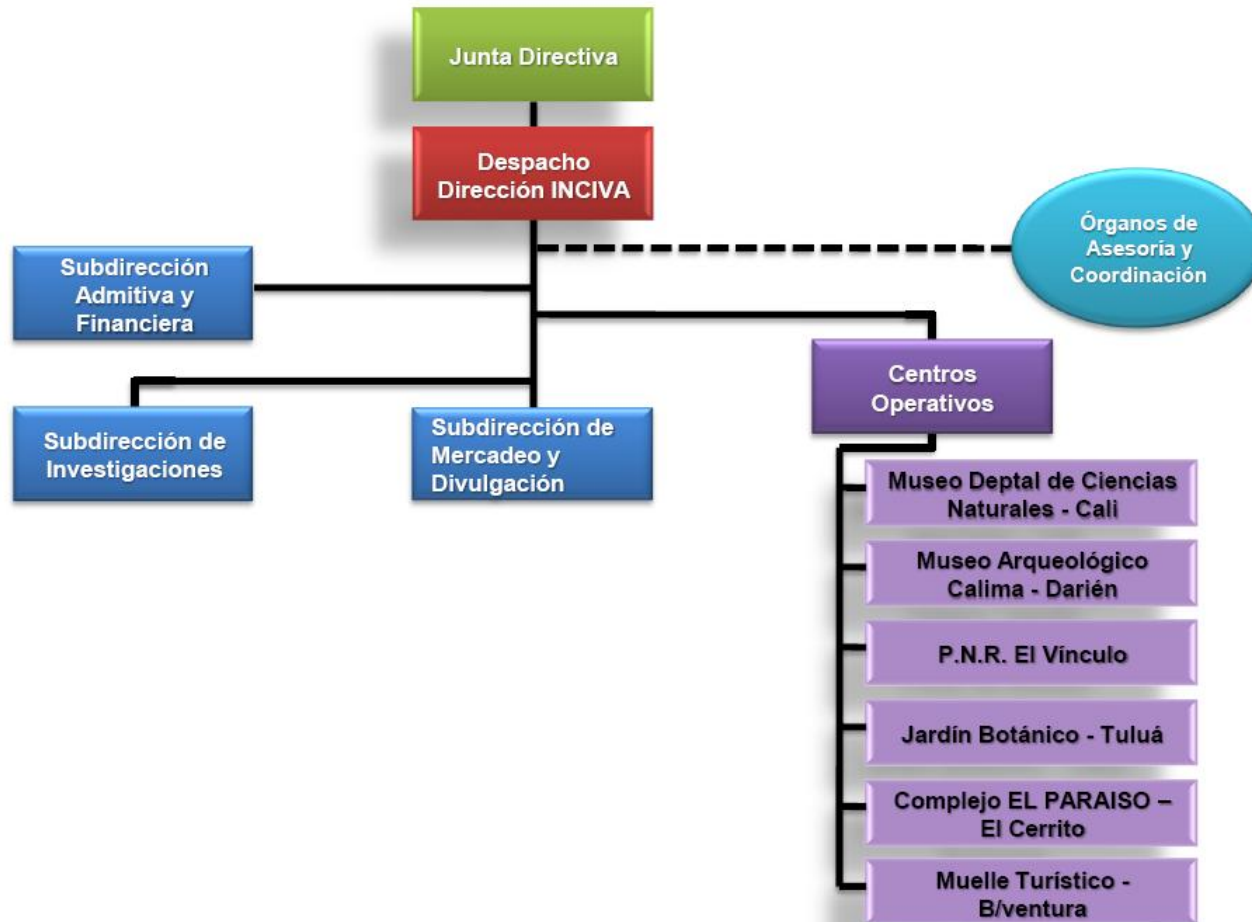 Junta Directiva
Despacho
Dirección INCIVA
Órganos de
Asesoría y
Coordinación
Subdirección
Admitiva y
Financiera
Centros
Operativos
Subdirección de
Investigaciones
Subdirección de
Mercadeo y
Divulgación
Museo Deptal de Ciencias
Naturales - Cali
Museo Arqueológico
Calima - Darién
P.N.R. El Vínculo
Jardín Botánico - Tuluá
Complejo EL PARAISO –
El Cerrito
Muelle Turístico -
B/ventura